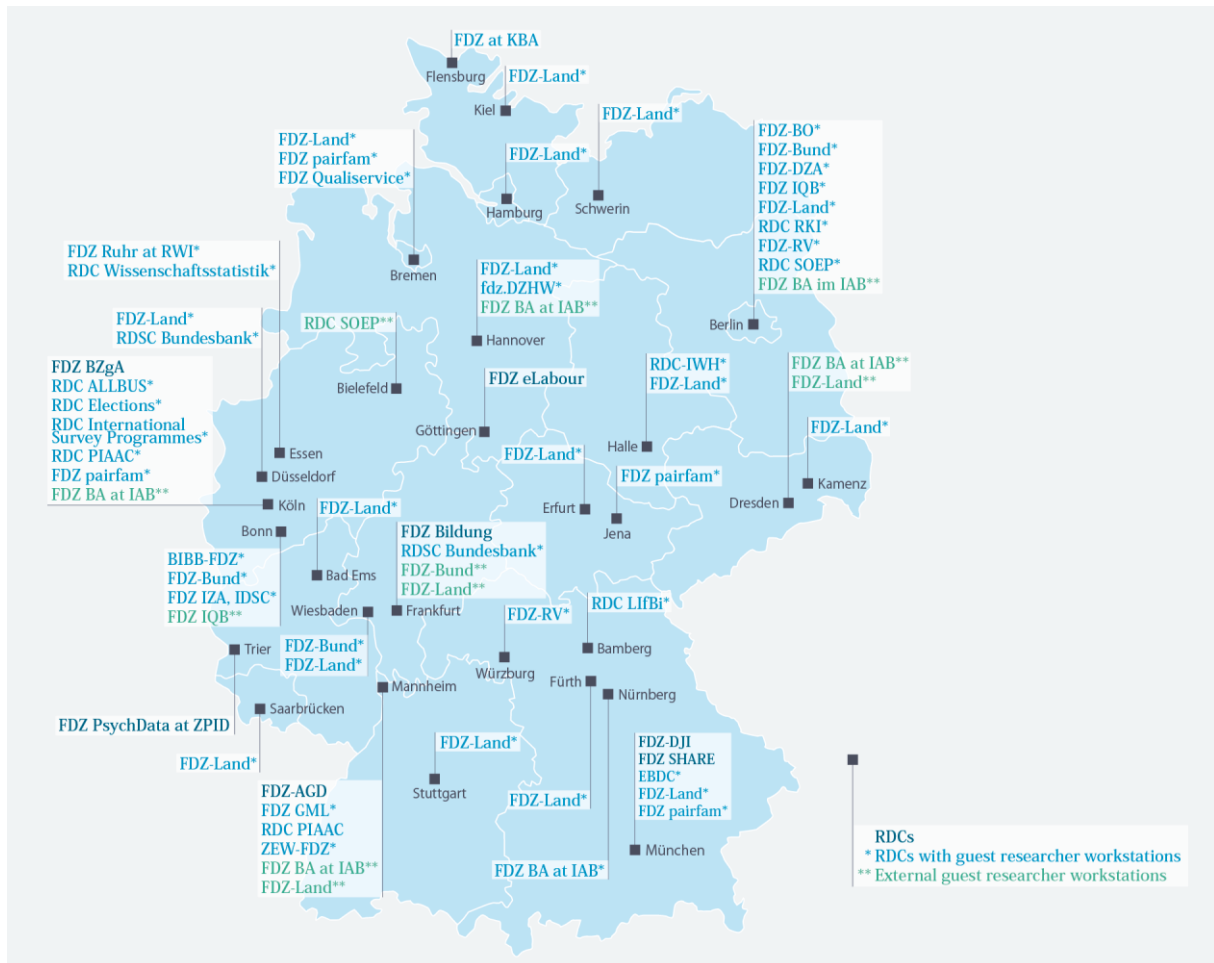 FDZ at KBA
Flensburg
FDZ-Land*
Kiel
FDZ-Land*
Schwerin
FDZ-Land*
Hamburg
FDZ-Land*
FDZ pairfam*
FDZ Qualiservice*
Bremen
FDZ-BO*
FDZ-Bund*
FDZ-DZA*
FDZ IQB*
FDZ-Land*
RDC RKI*
FDZ-RV*
RDC SOEP*
FDZ BA im IAB**
Berlin
FDZ Ruhr at RWI*
RDC Wissenschaftsstatistik*
Essen
FDZ-Land*
fdz.DZHW*
FDZ BA at IAB**
Hannover
FDZ-Land*
RDSC Bundesbank*
Düsseldorf
RDC SOEP**
Bielefeld
FDZ BZgA
RDC ALLBUS*
RDC Elections*
RDC International
Survey Programmes*
RDC PIAAC*
FDZ pairfam*
FDZ BA at IAB**
Köln
FDZ eLabour
Göttingen
RDC-IWH*
FDZ-Land*
Halle
FDZ BA at IAB**
FDZ-Land**
Dresden
FDZ-Land*
Kamenz
FDZ-Land*
Erfurt
FDZ pairfam*
Jena
Bonn
BIBB-FDZ*
FDZ-Bund*
FDZ IZA, IDSC*
FDZ IQB**
FDZ-Land*
Bad Ems
FDZ Bildung
RDSC Bundesbank*
FDZ-Bund**
FDZ-Land**
Frankfurt
Wiesbaden
FDZ-Bund*
FDZ-Land*
FDZ-RV*
Würzburg
RDC LIfBi*
Bamberg
Trier
FDZ PsychData at ZPID
Saarbrücken
FDZ-Land*
Mannheim
FDZ-AGD
FDZ GML*
RDC PIAAC
ZEW-FDZ*
FDZ BA at IAB**
FDZ-Land**
Fürth
FDZ-Land*
Nürnberg
FDZ BA at IAB*
FDZ-Land*
Stuttgart
FDZ-DJI
FDZ SHARE
EBDC*
FDZ-Land*
FDZ pairfam*
München
RDCs
* RDCs with guest researcher workstations
** External guest researcher workstations